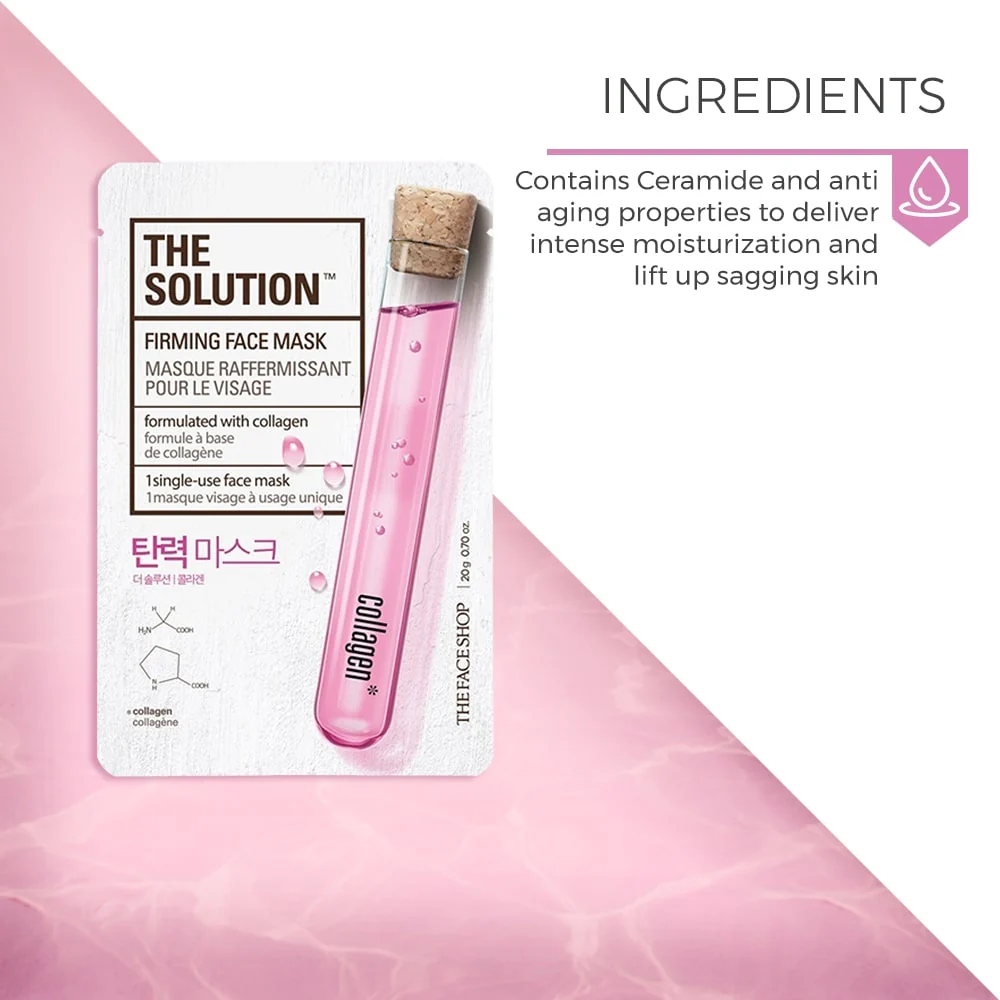 INGREDIENTS
Contains Ceramide and anti
aging properties to deliver
intense moisturization and
lift up sagging skin
THE
SOLUTION™
FIRMING FACE MASK
MASQUE RAFFERMISSANT
POUR LE VISAGE
formulated with collagen
formule à base
de collagène
1single-use face mask
1masque visage à usage unique
탄력 마스크
더 솔루션 | 콜라겐
H H
H₂N COOH
N
H
COOH
* collagen
collagène
collagen*
THEFACESHOP | 20g 0.70 oz.